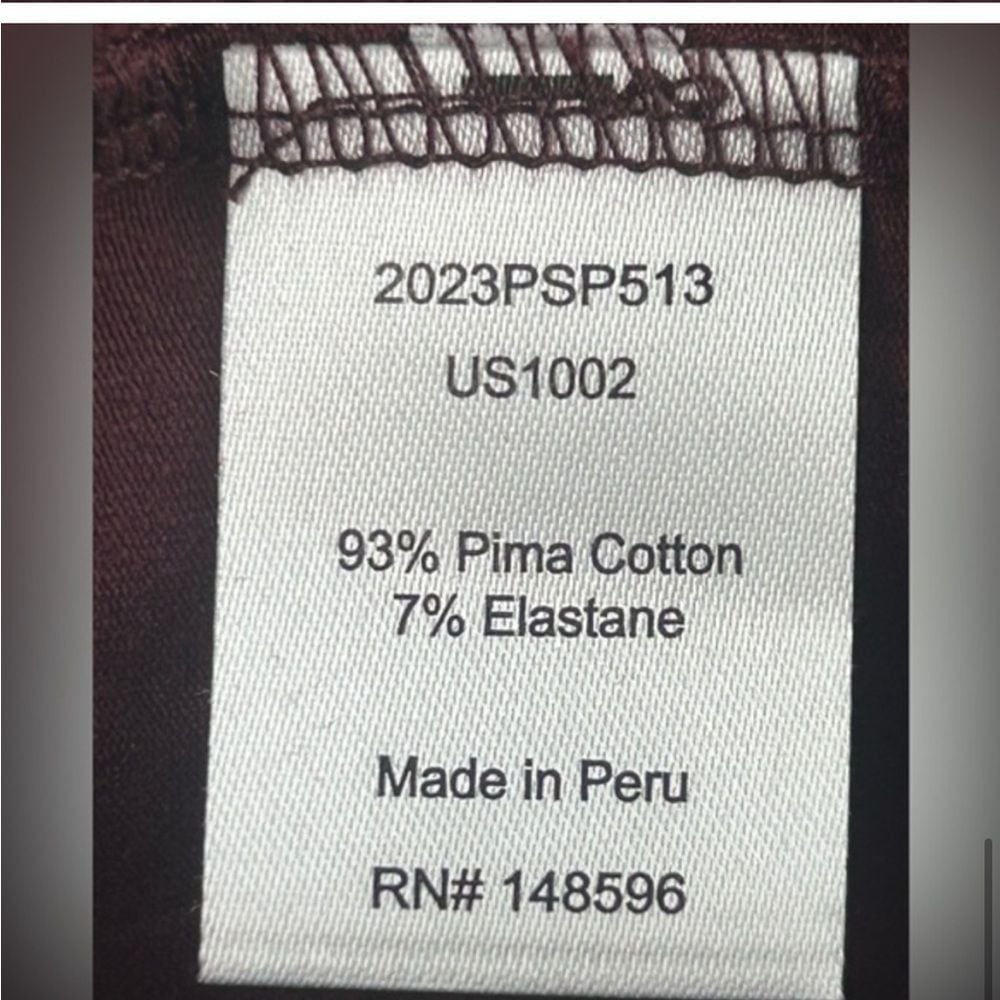 2023PSP513
US1002
93% Pima Cotton
7% Elastane
Made in Peru
RN# 148596